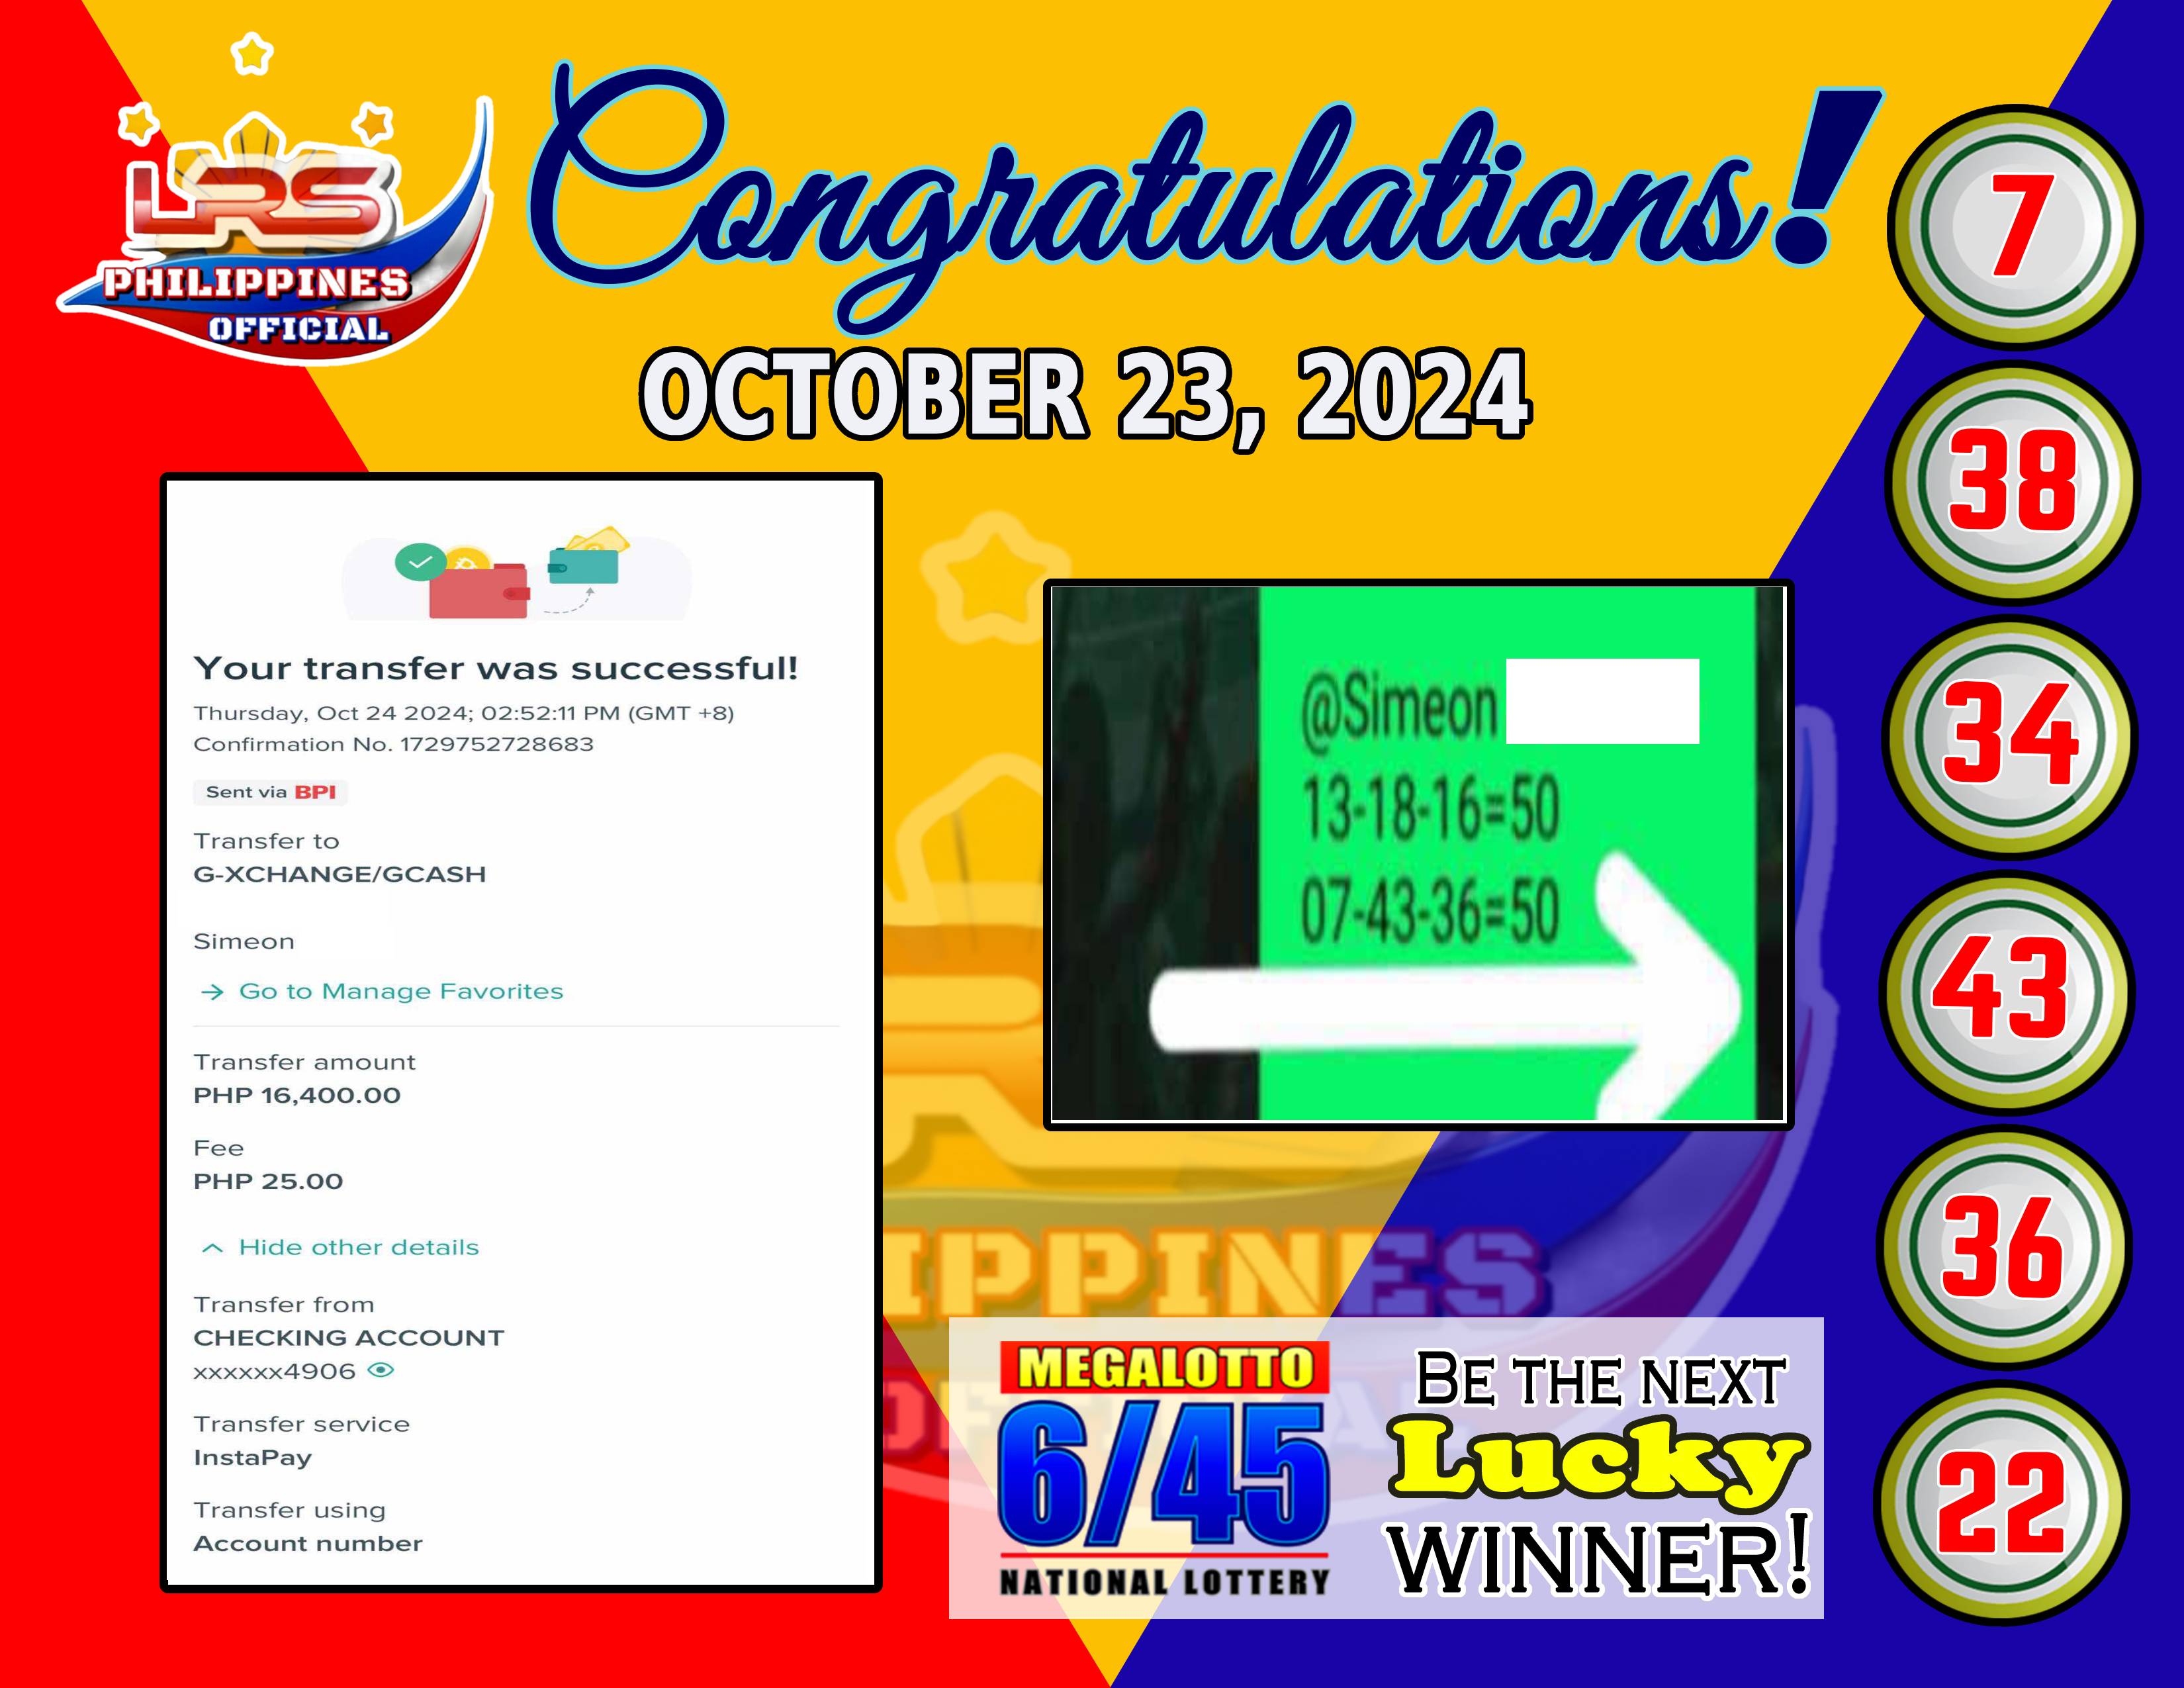 LRS
PHILIPPINES
OFFICIAL
Congratulations!
OCTOBER 23, 2024
Your transfer was successful!
Thursday, Oct 24 2024; 02:52:11 PM (GMT +8)
Confirmation No. 1729752728683
Sent via BPI
Transfer to
G-XCHANGE/GCASH
Simeon
→ Go to Manage Favorites
Transfer amount
PHP 16,400.00
Fee
PHP 25.00
Hide other details
Transfer from
CHECKING ACCOUNT
xxxxxx4906
Transfer service
InstaPay
Transfer using
Account number
@Simeon
13-18-16=50
07-43-36=50
IPPINES
MEGALOTTO
6/45
NATIONAL LOTTERY
BE THE NEXT
Lucky
WINNER!
7
38
34
43
36
22